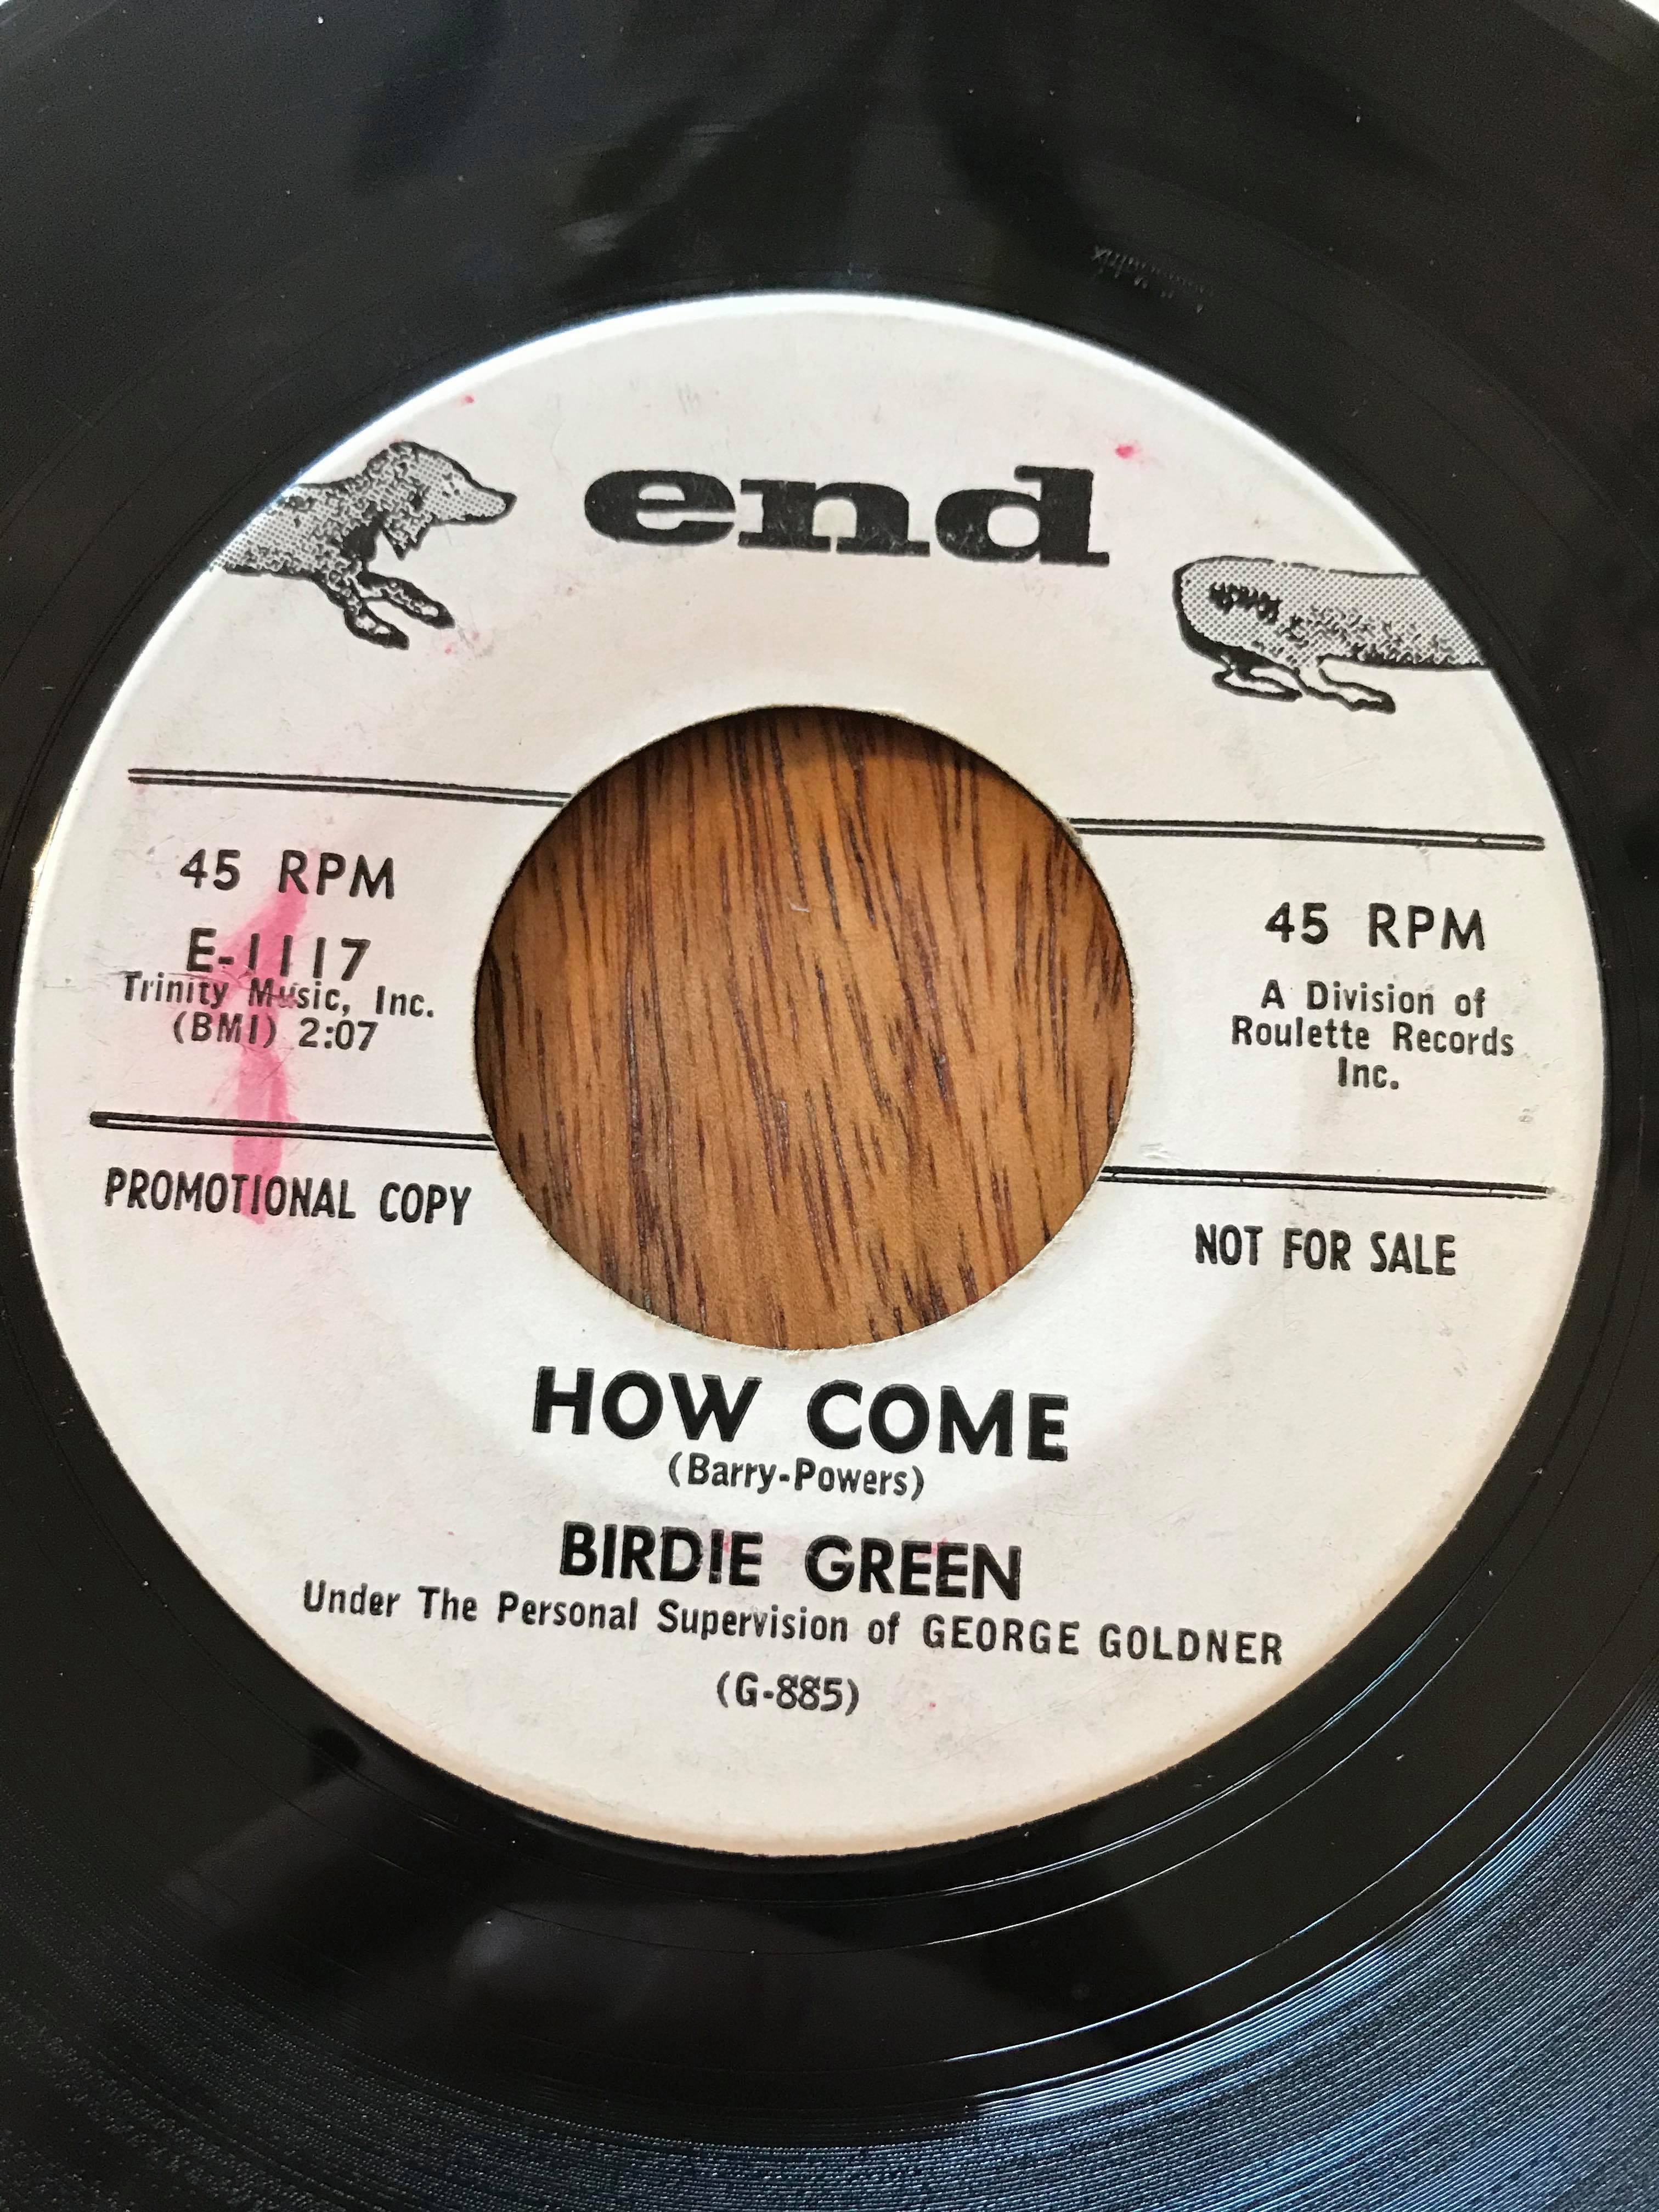 end
45 RPM
E-1117
Trinity Music, Inc.
(BMI) 2:07
45 RPM
A Division of
Roulette Records
Inc.
PROMOTIONAL COPY
NOT FOR SALE
HOW COME
(Barry-Powers)
BIRDIE GREEN
Under The Personal Supervision of GEORGE GOLDNER
(G-885)